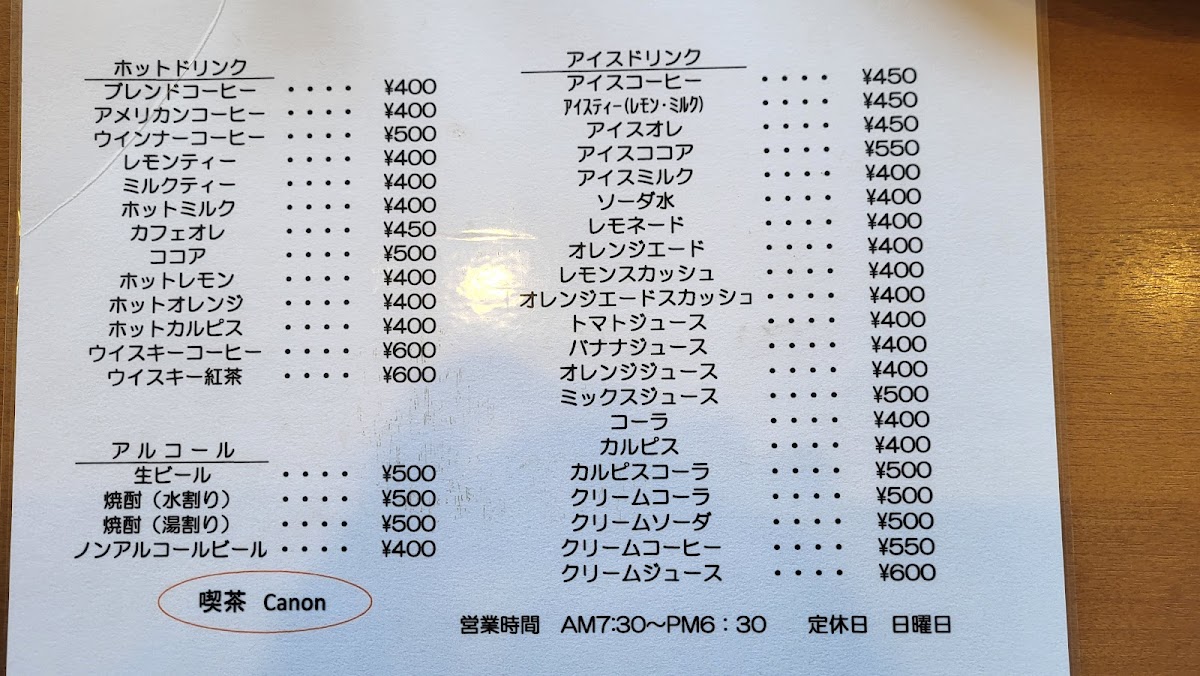 ホットドリンク
ブレンドコーヒー ・・・・ ¥400
アメリカンコーヒー ・・・・ ¥400
ウインナーコーヒー ・・・・ ¥500
レモンティー ・・・・ ¥400
ミルクティー ・・・・ ¥400
ホットミルク ・・・・ ¥400
カフェオレ ・・・・ ¥450
ココア ・・・・ ¥500
ホットレモン ・・・・ ¥400
ホットオレンジ ・・・・ ¥400
ホットカルピス ・・・・ ¥400
ウイスキーコーヒー ・・・・ ¥600
ウイスキー紅茶 ・・・・ ¥600
アルコール
生ビール ・・・・ ¥500
焼酎（水割り） ・・・・ ¥500
焼酎（湯割り） ・・・・ ¥500
ノンアルコールビール ・・・・ ¥400
喫茶 Canon
アイスドリンク
アイスコーヒー ・・・・ ¥450
ｱｲｽﾃｨｰ(ﾚﾓﾝ・ﾐﾙｸ) ・・・・ ¥450
アイスオレ ・・・・ ¥450
アイスココア ・・・・ ¥550
アイスミルク ・・・・ ¥400
ソーダ水 ・・・・ ¥400
レモネード ・・・・ ¥400
オレンジエード ・・・・ ¥400
レモンスカッシュ ・・・・ ¥400
オレンジエードスカッショ ・・・・ ¥400
トマトジュース ・・・・ ¥400
バナナジュース ・・・・ ¥400
オレンジジュース ・・・・ ¥400
ミックスジュース ・・・・ ¥500
コーラ ・・・・ ¥400
カルピス ・・・・ ¥400
カルピスコーラ ・・・・ ¥500
クリームコーラ ・・・・ ¥500
クリームソーダ ・・・・ ¥500
クリームコーヒー ・・・・ ¥550
クリームジュース ・・・・ ¥600
営業時間 AM7:30～PM6：30 定休日 日曜日